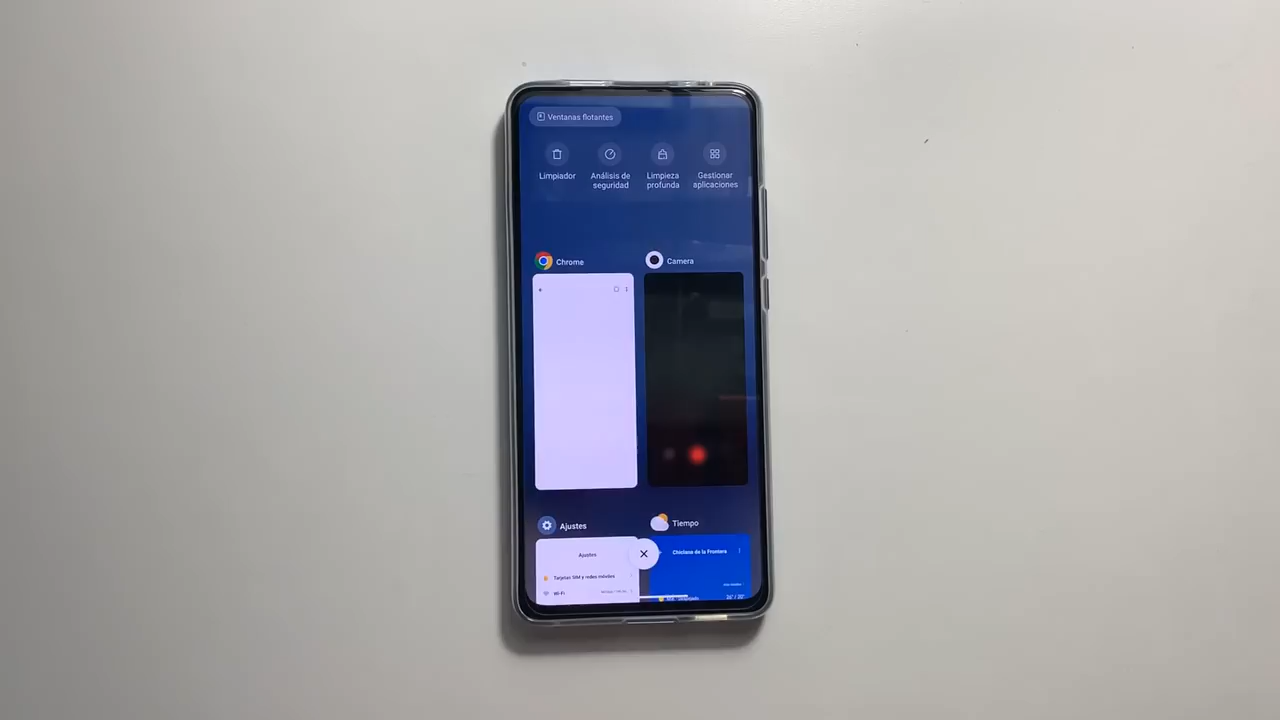 Ventanas flotantes
Limpiador
Análisis de
seguridad
Limpieza
profunda
Gestionar
aplicaciones
Chrome
Camera
Ajustes
Tiempo
Ajustes
Tarjetas SIM y redes móviles
Wi-Fi
Chiclana de la Frontera